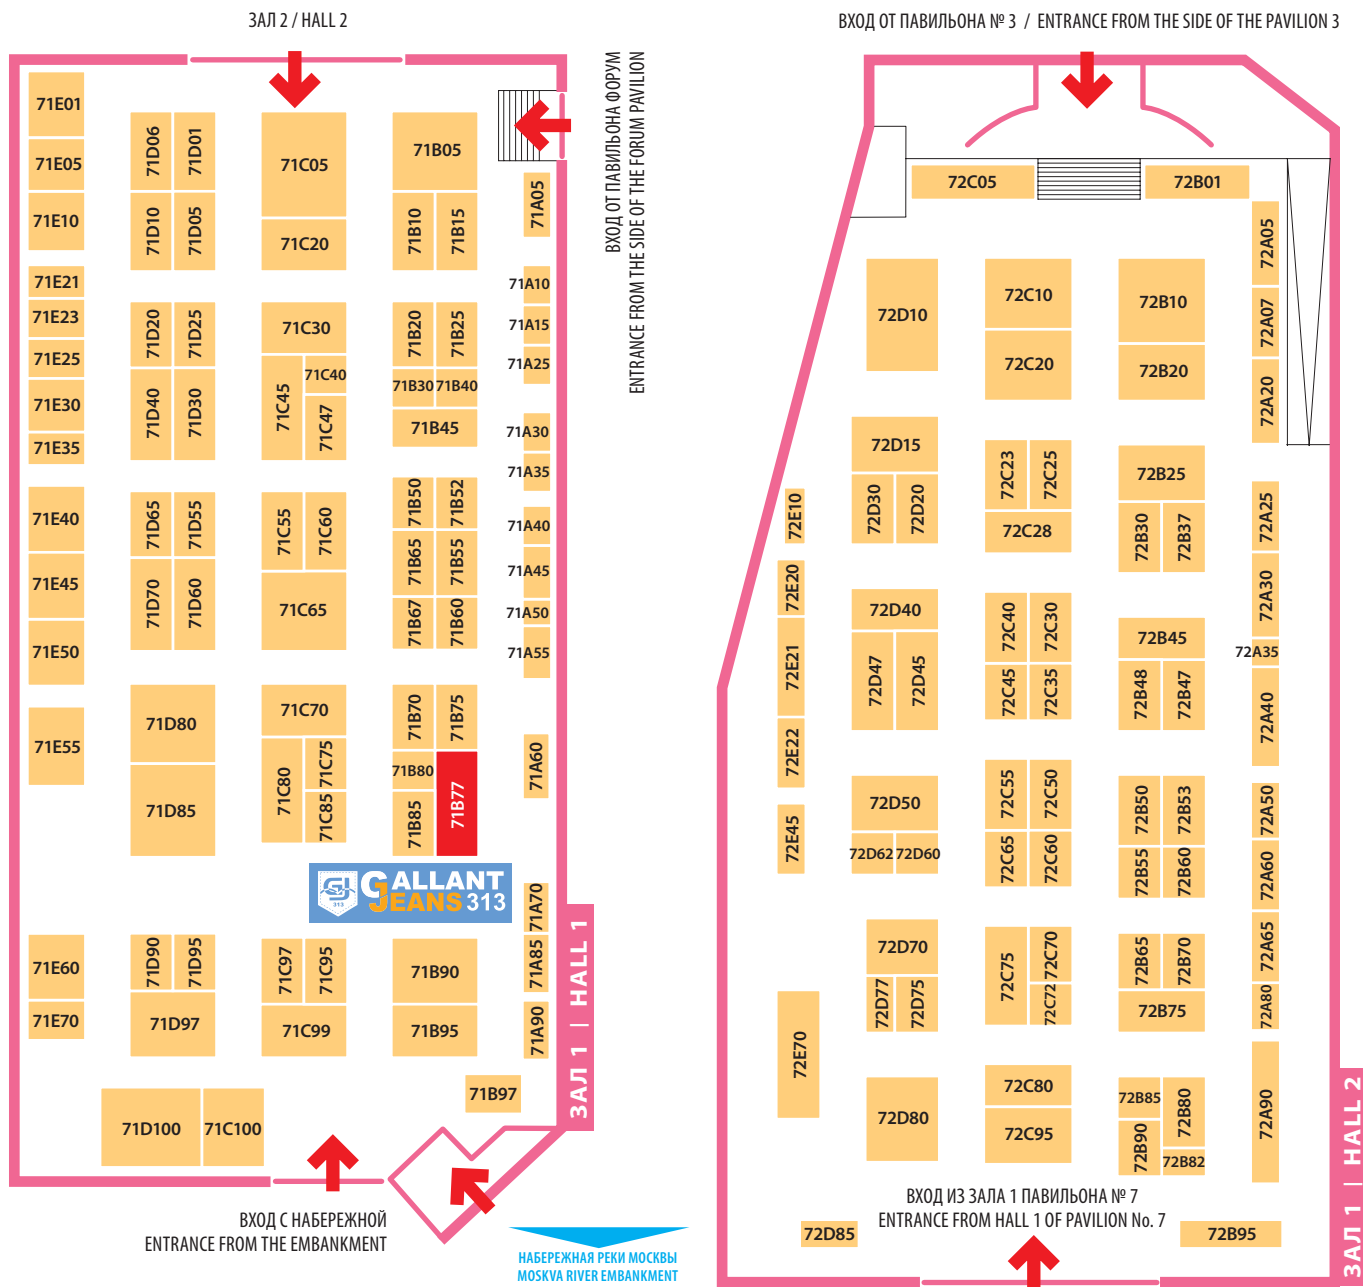 ЗАЛ 2 / HALL 2
ВХОД ОТ ПАВИЛЬОНА ФОРУМ
ENTRANCE FROM THE SIDE OF THE FORUM PAVILION
71E01
71E05
71E10
71E21
71E23
71E25
71E30
71E35
71E40
71E45
71E50
71E55
71E60
71E70
71D06
71D01
71D10
71D05
71D20
71D25
71D40
71D30
71D65
71D55
71D70
71D60
71D80
71D85
71D90
71D95
71D97
71D100
71C100
71C05
71C20
71C30
71C45
71C40
71C47
71C55
71C60
71C65
71C70
71C80
71C75
71C85
71C97
71C95
71C99
71B05
71B10
71B15
71B20
71B25
71B30
71B40
71B45
71B50
71B52
71B65
71B55
71B67
71B60
71B70
71B75
71B80
71B77
71B85
GJ
313
GALLANT
JEANS 313
71B90
71B95
71B97
71A05
71A10
71A15
71A25
71A30
71A35
71A40
71A45
71A50
71A55
71A60
71A70
71A85
71A90
ЗАЛ 1 | HALL 1
ВХОД С НАБЕРЕЖНОЙ
ENTRANCE FROM THE EMBANKMENT
НАБЕРЕЖНАЯ РЕКИ МОСКВЫ
MOSKVA RIVER EMBANKMENT
ВХОД ОТ ПАВИЛЬОНА № 3 / ENTRANCE FROM THE SIDE OF THE PAVILION 3
72C05
72B01
72E10
72E20
72E21
72E22
72E45
72E70
72D10
72D15
72D30
72D20
72D40
72D47
72D45
72D50
72D62
72D60
72D70
72D77
72D75
72D80
72D85
72C10
72C20
72C23
72C25
72C28
72C40
72C30
72C45
72C35
72C55
72C50
72C65
72C60
72C75
72C70
72C72
72C80
72C95
72B10
72B20
72B25
72B30
72B37
72B45
72B48
72B47
72B50
72B53
72B55
72B60
72B65
72B70
72B75
72B85
72B80
72B90
72B82
72B95
72A05
72A07
72A20
72A25
72A30
72A35
72A40
72A50
72A60
72A65
72A80
72A90
ЗАЛ 1 | HALL 2
ВХОД ИЗ ЗАЛА 1 ПАВИЛЬОНА № 7
ENTRANCE FROM HALL 1 OF PAVILION No. 7